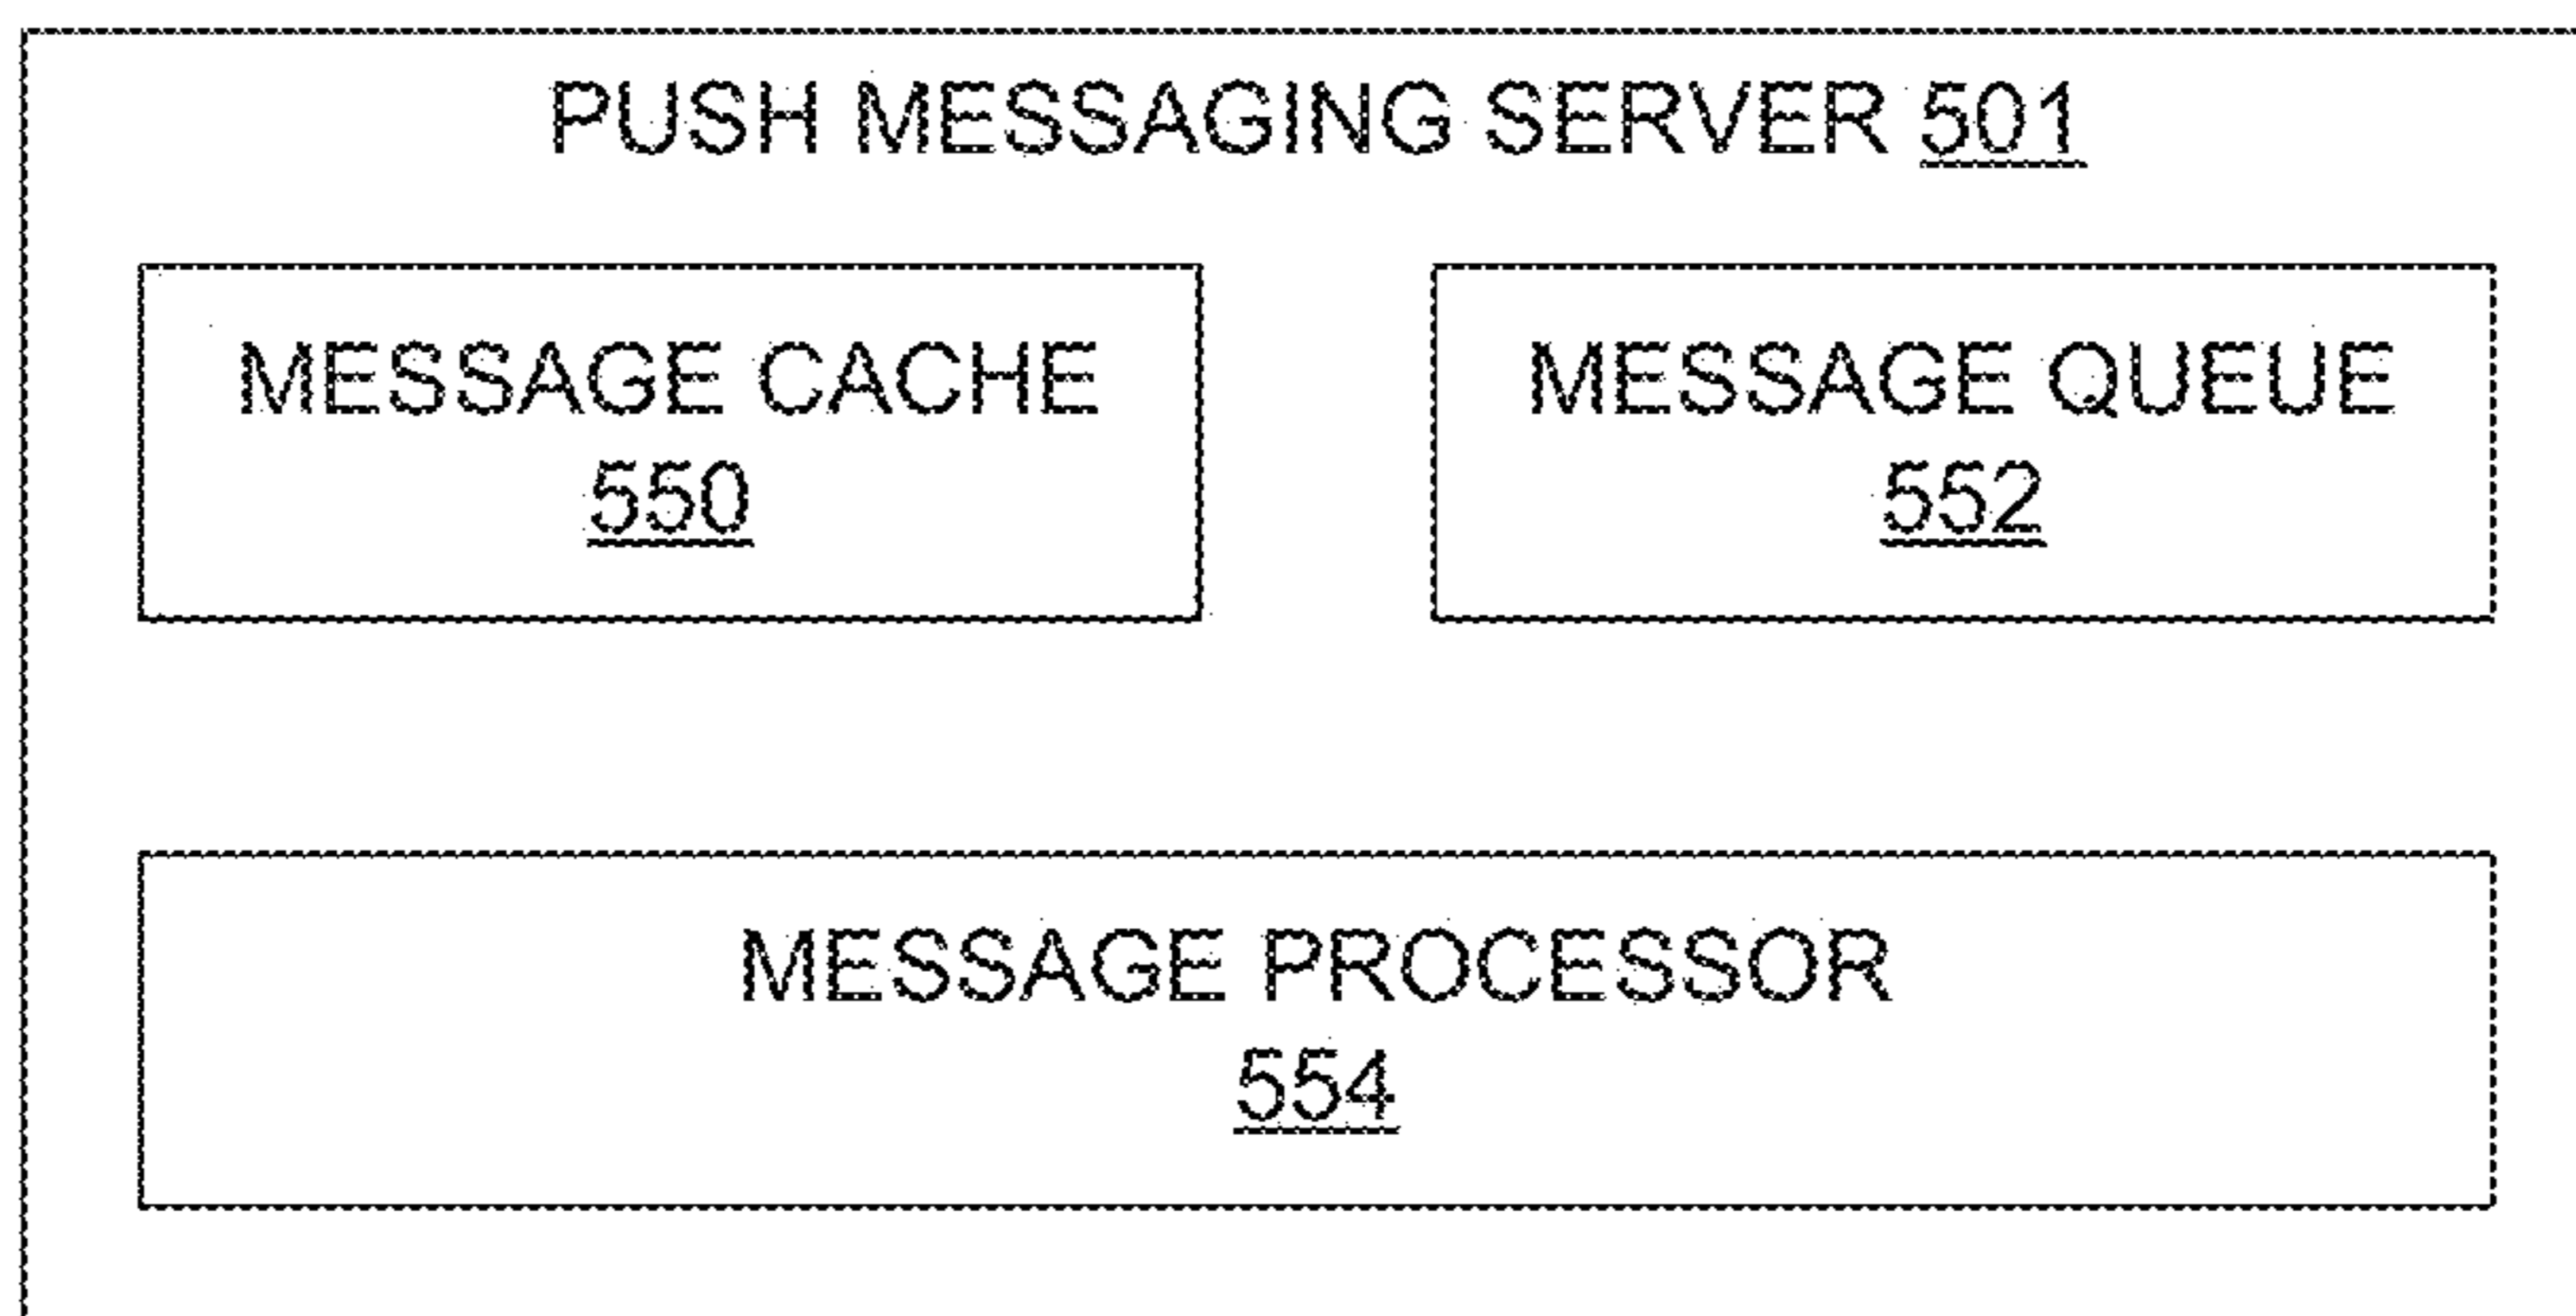 PUSH MESSAGING SERVER 501
MESSAGE CACHE
550
MESSAGE QUEUE
552
MESSAGE PROCESSOR
554